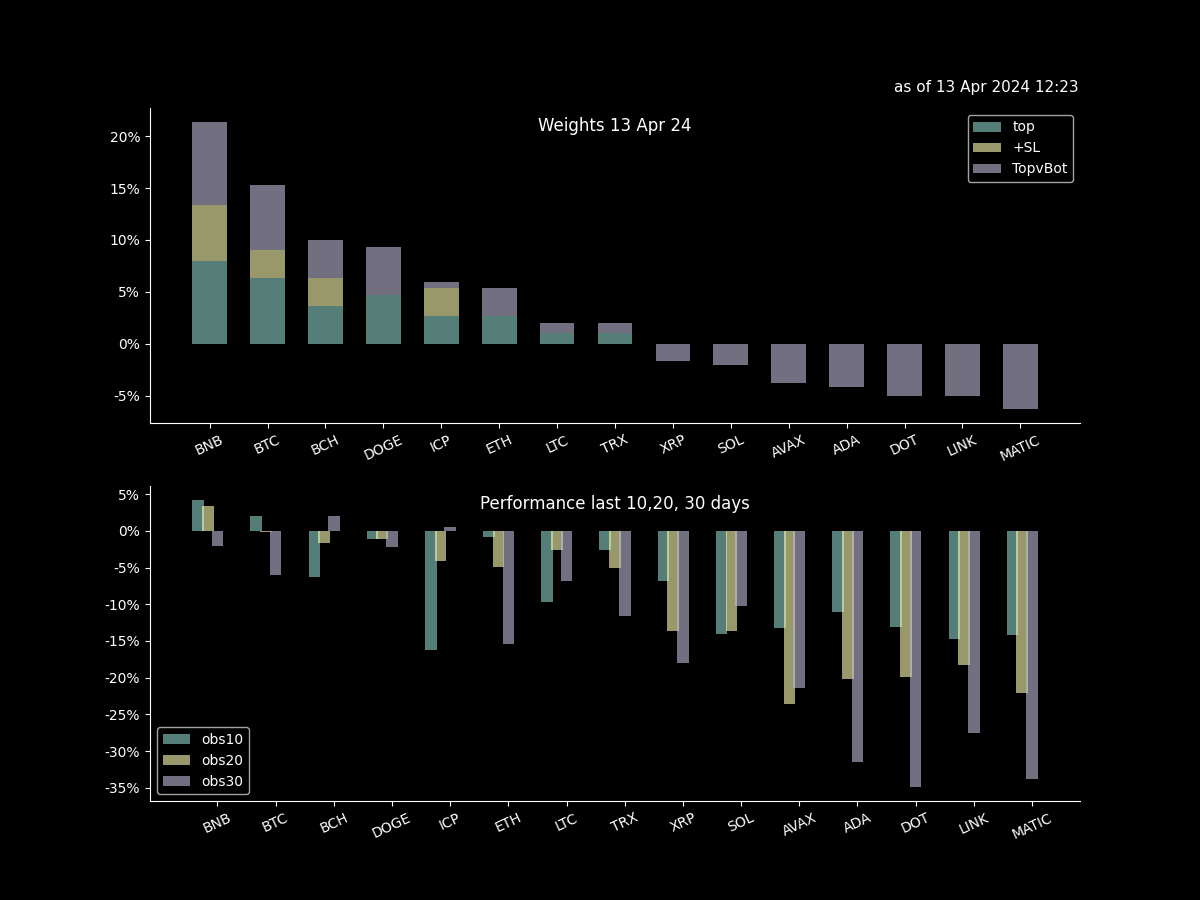 as of 13 Apr 2024 12:23
Weights 13 Apr 24
top
+SL
TopvBot
20%
15%
10%
5%
0%
-5%
BNB BTC BCH DOGE ICP ETH LTC TRX XRP SOL AVAX ADA DOT LINK MATIC
Performance last 10,20, 30 days
5%
0%
-5%
-10%
-15%
-20%
-25%
-30%
-35%
obs10
obs20
obs30
BNB BTC BCH DOGE ICP ETH LTC TRX XRP SOL AVAX ADA DOT LINK MATIC